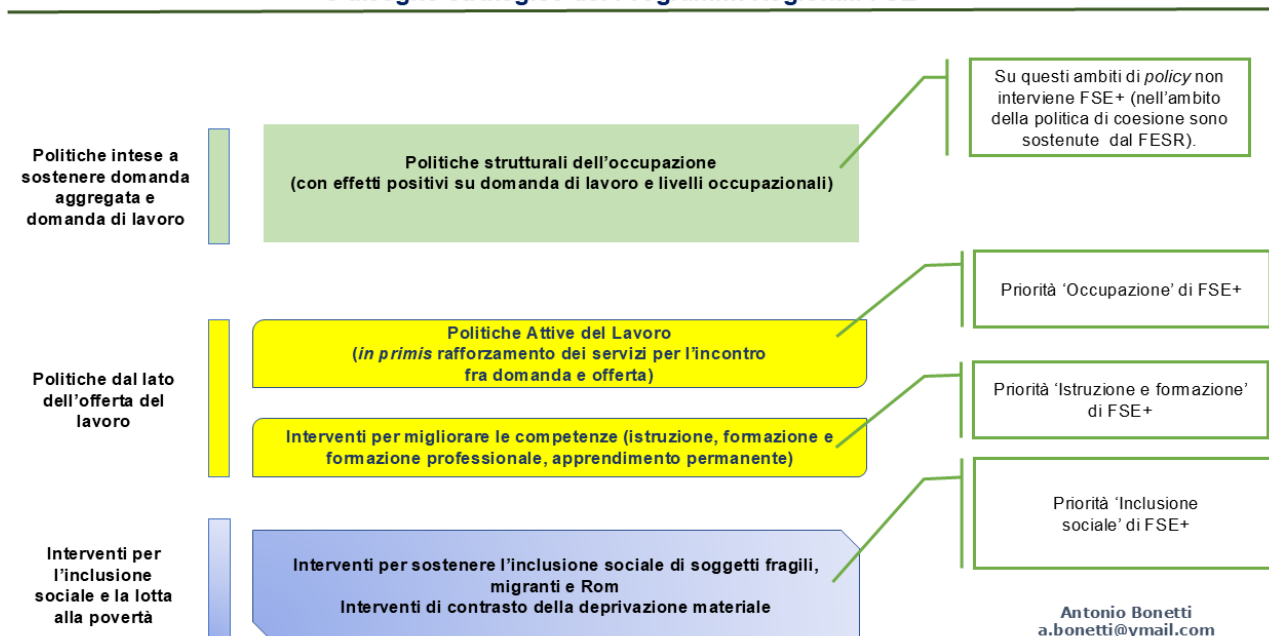 Su questi ambiti di policy non
interviene FSE+ (nell'ambito
della politica di coesione sono
sostenute dal FESR).
Politiche intese a
sostenere domanda
aggregata e
domanda di lavoro
Politiche strutturali dell'occupazione
(con effetti positivi su domanda di lavoro e livelli occupazionali)
Priorità 'Occupazione' di FSE+
Politiche dal lato
dell'offerta del
lavoro
Politiche Attive del Lavoro
(in primis rafforzamento dei servizi per l'incontro
fra domanda e offerta)
Priorità 'Istruzione e formazione'
di FSE+
Interventi per migliorare le competenze (istruzione, formazione e
formazione professionale, apprendimento permanente)
Priorità 'Inclusione
sociale' di FSE+
Interventi per
l'inclusione
sociale e la lotta
alla povertà
Interventi per sostenere l'inclusione sociale di soggetti fragili,
migranti e Rom
Interventi di contrasto della deprivazione materiale
Antonio Bonetti
a.bonetti@ymail.com